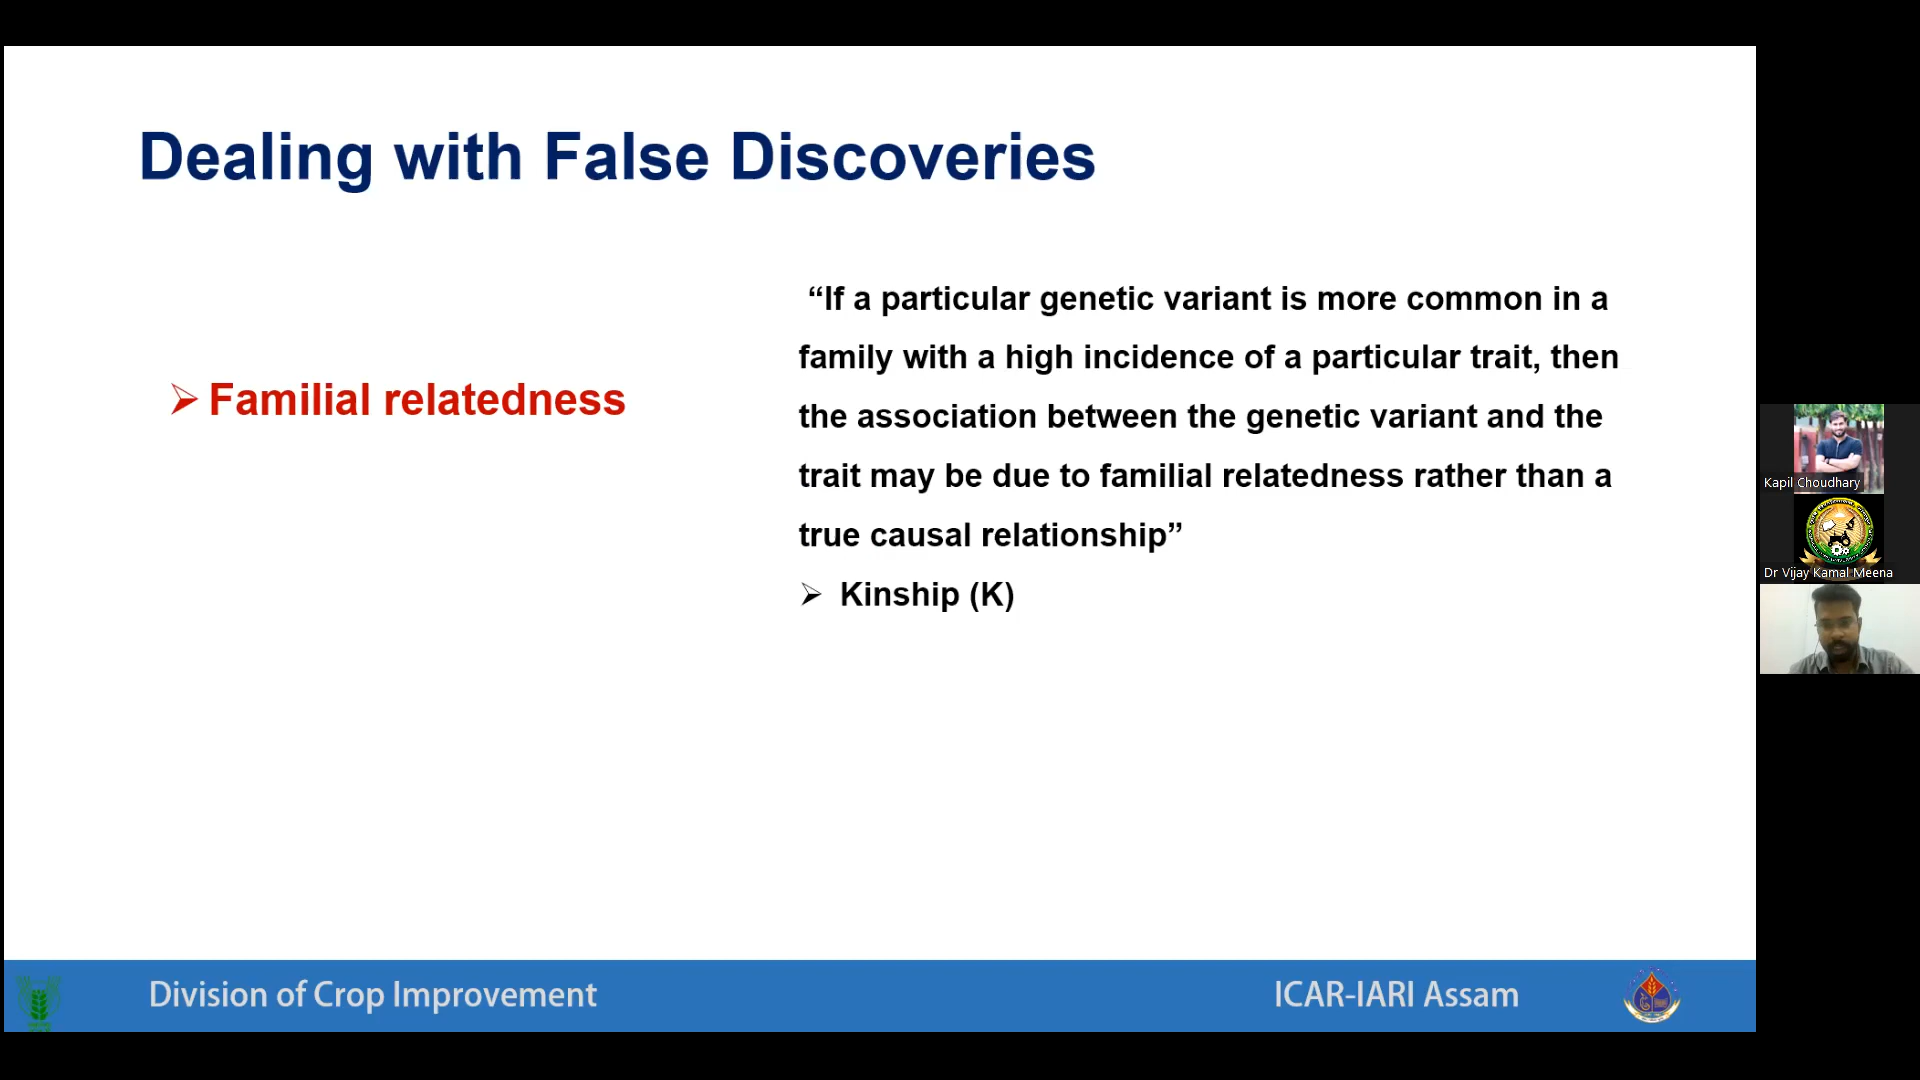 Dealing with False Discoveries
➢ Familial relatedness
“If a particular genetic variant is more common in a
family with a high incidence of a particular trait, then
the association between the genetic variant and the
trait may be due to familial relatedness rather than a
true causal relationship”
➢ Kinship (K)
Kapil Choudhary
Dr Vijay Kamal Meena
Division of Crop Improvement
ICAR-IARI Assam